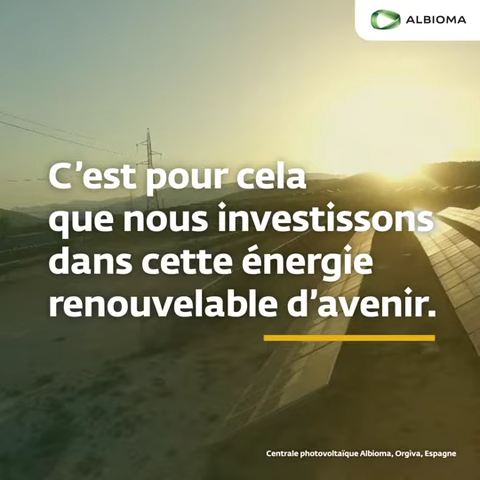 ALBIOMA
C'est pour cela
que nous investissons
dans cette énergie
renouvelable d'avenir.
Centrale photovoltaïque Albioma, Orgiva, Espagne